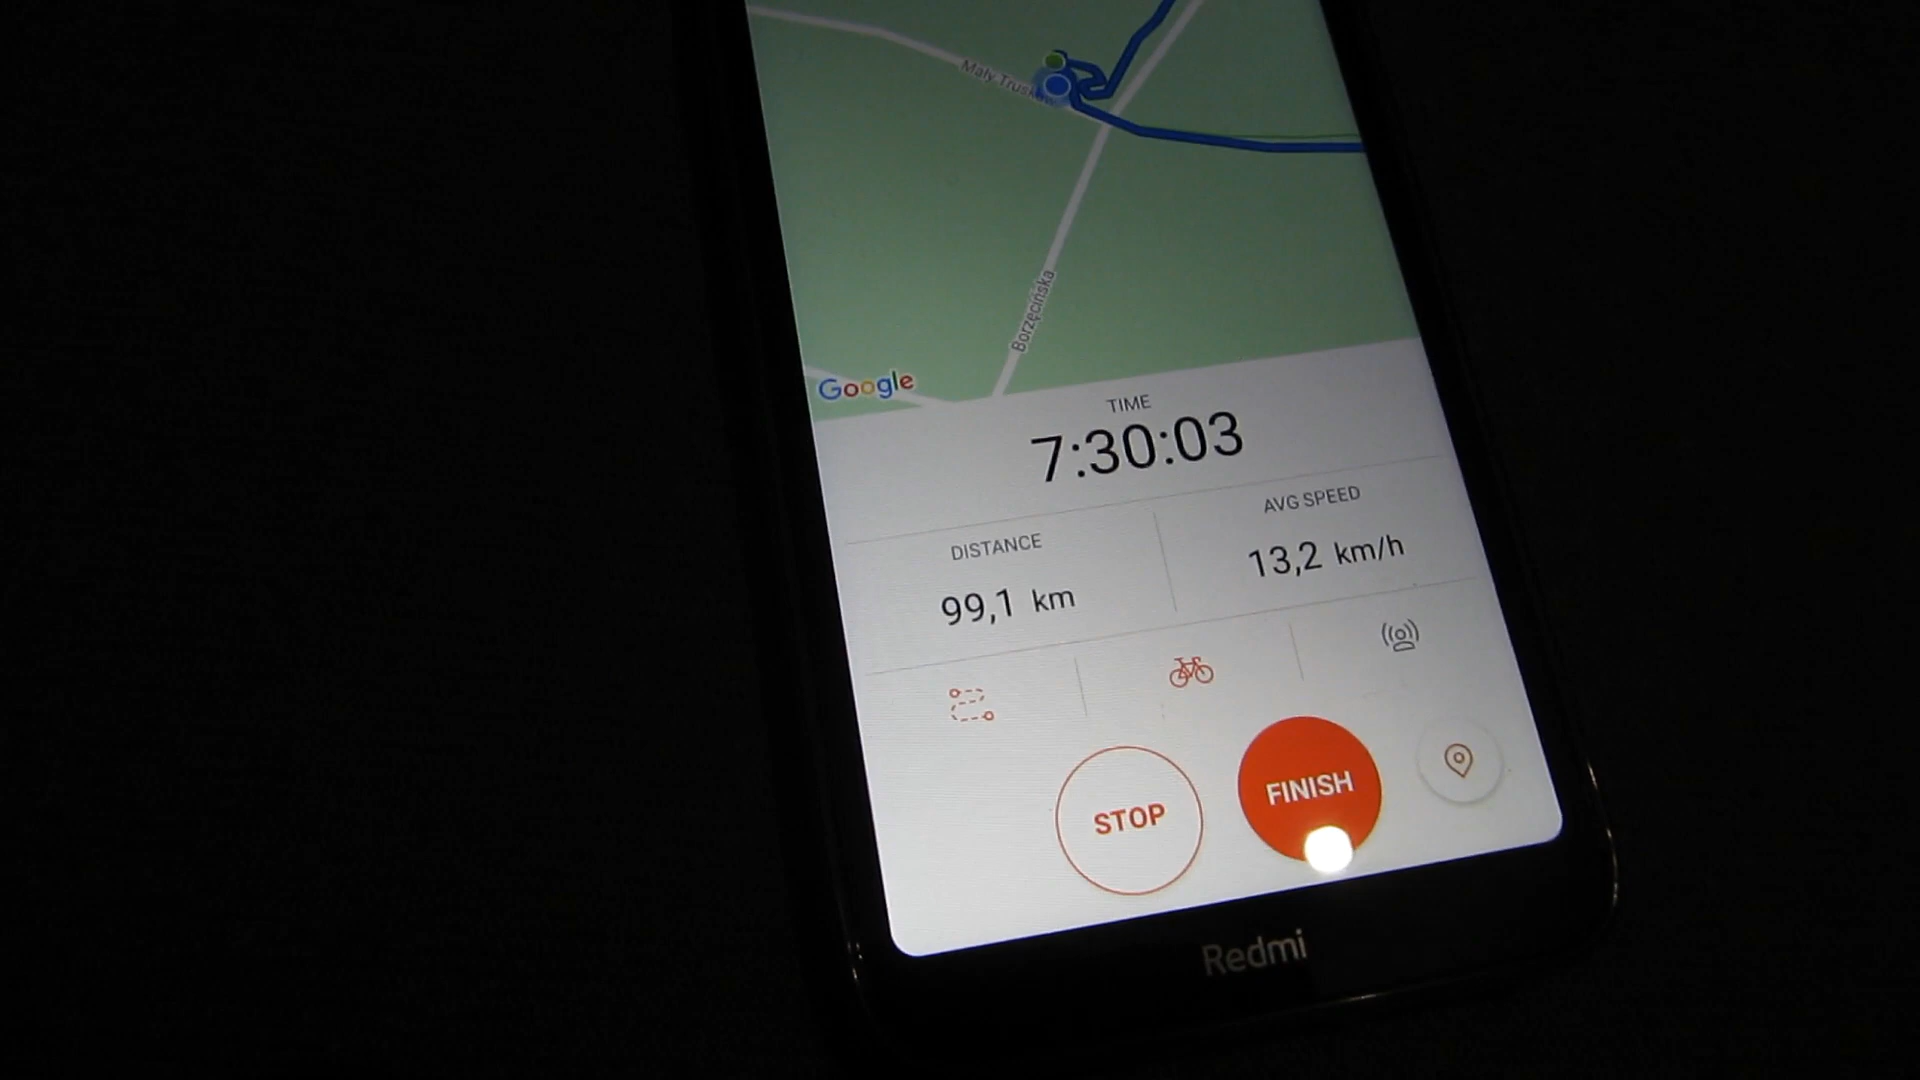 Mały Trusków
Borzęcińska
Google
TIME
7:30:03
DISTANCE
AVG SPEED
99,1 km
13,2 km/h
STOP
FINISH
Redmi